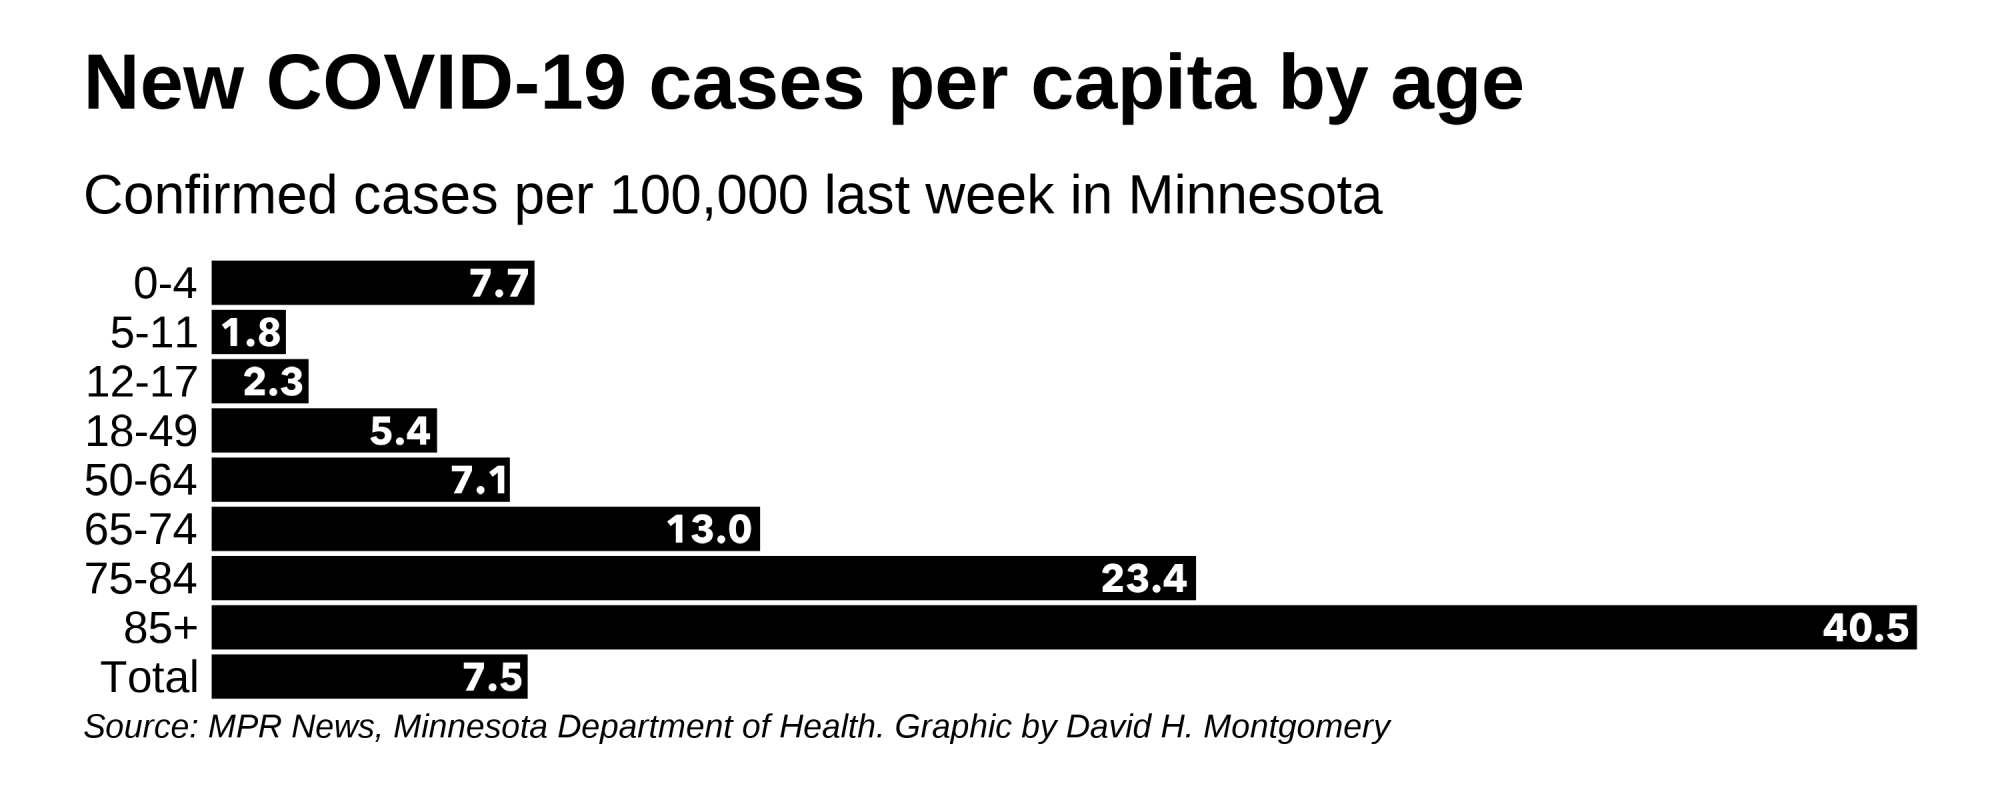 New COVID-19 cases per capita by age
Confirmed cases per 100,000 last week in Minnesota
0-4 7.7
5-11 1.8
12-17 2.3
18-49 5.4
50-64 7.1
65-74 13.0
75-84 23.4
85+ 40.5
Total 7.5
Source: MPR News, Minnesota Department of Health. Graphic by David H. Montgomery